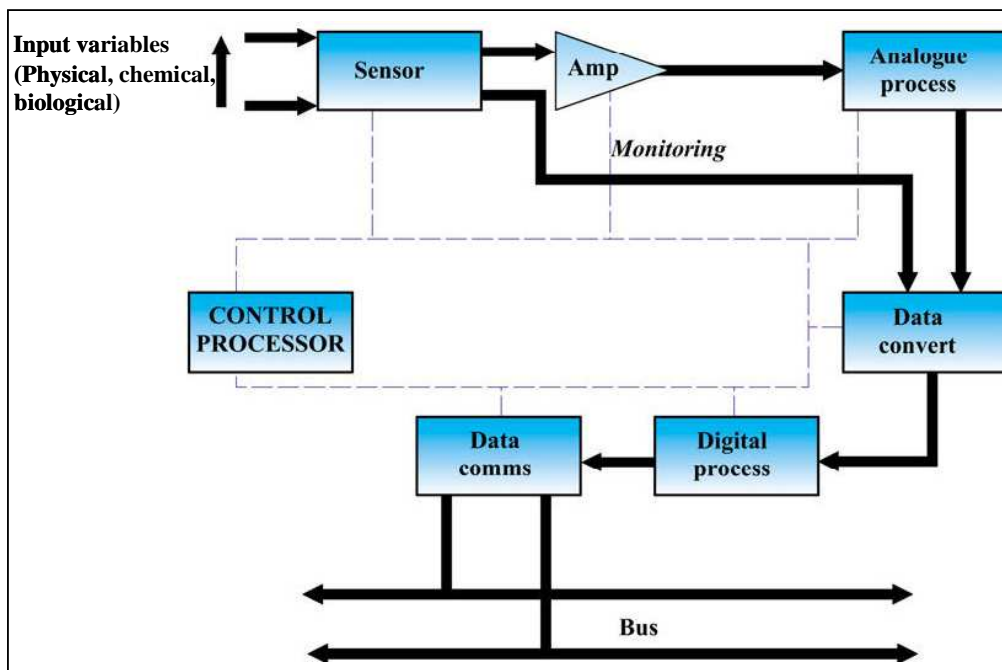 Input variables
(Physical, chemical,
biological)
Sensor
Amp
Analogue
process
Monitoring
CONTROL
PROCESSOR
Data
convert
Data
comms
Digital
process
Bus